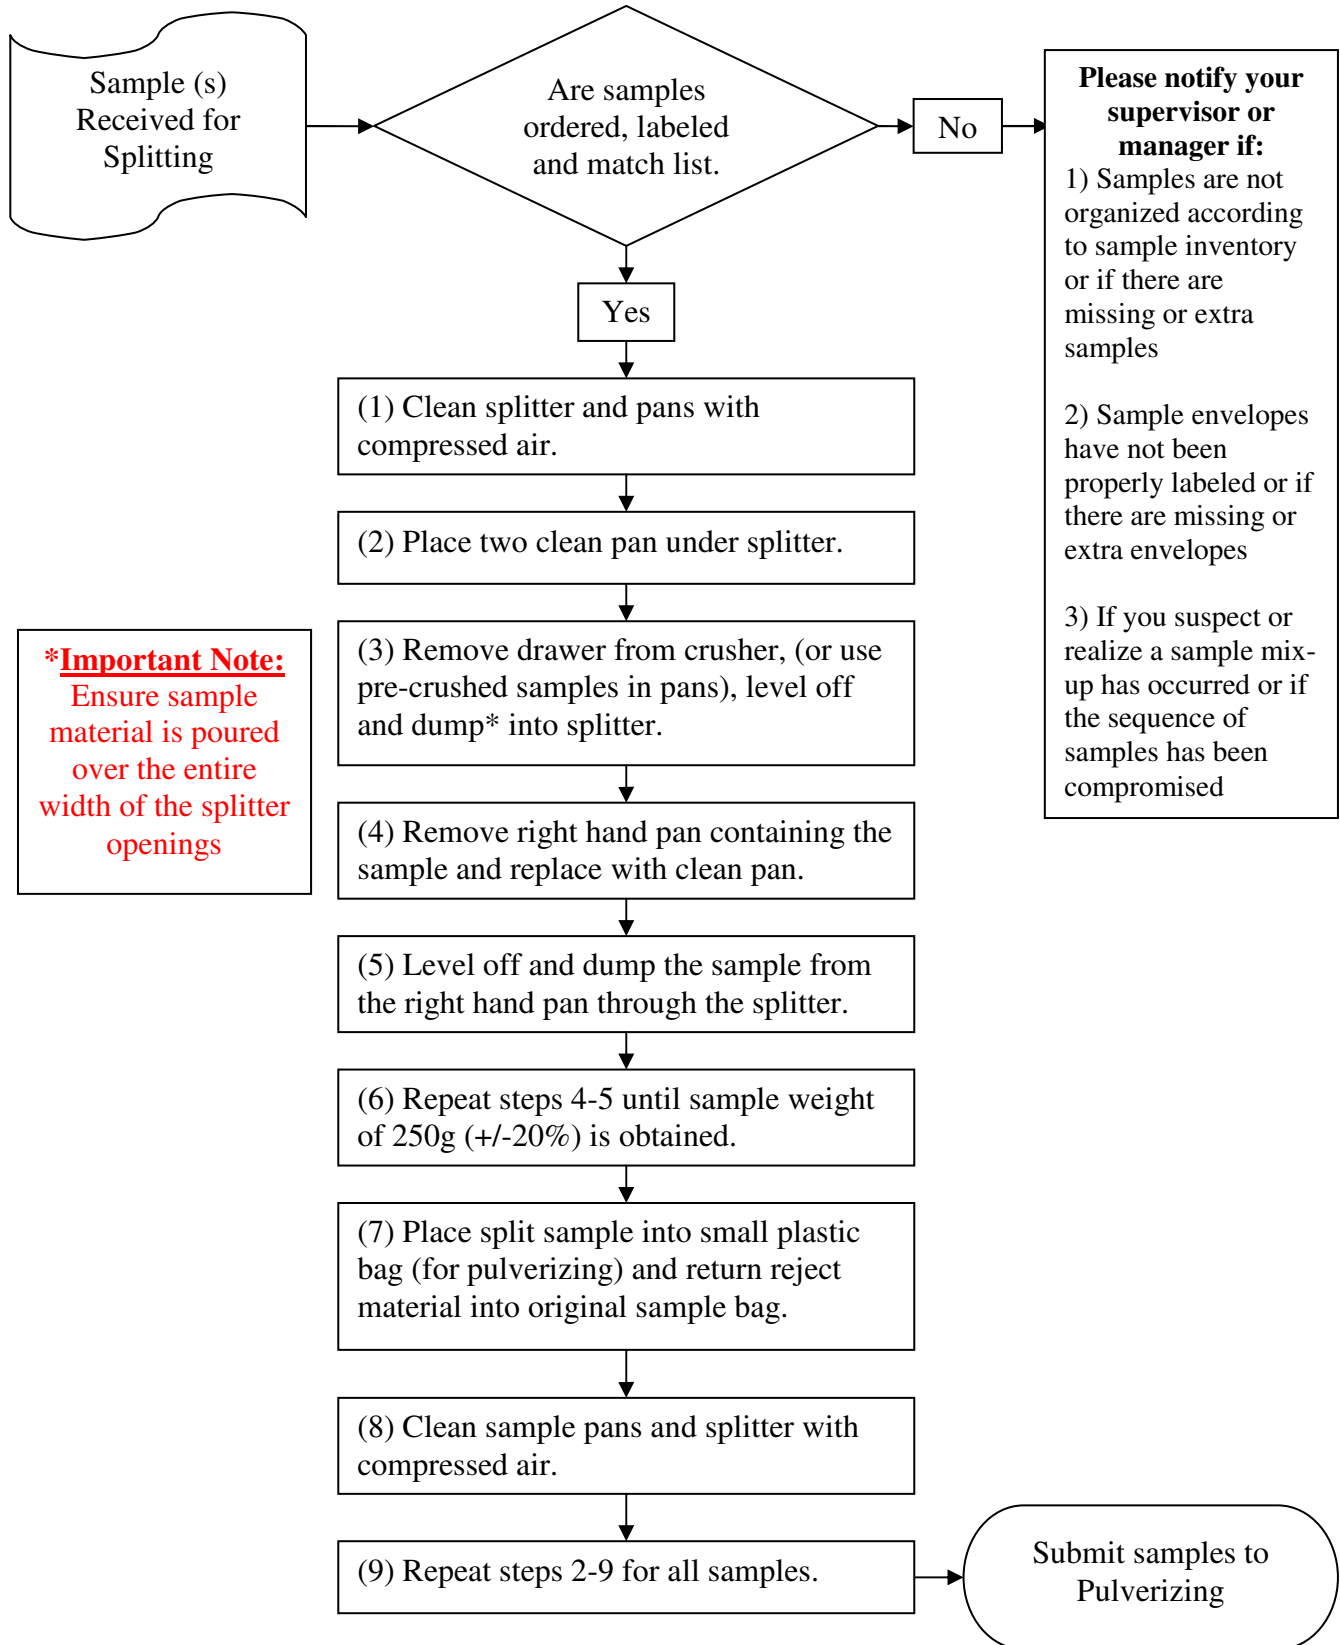 Sample (s)
Received for
Splitting
Are samples
ordered, labeled
and match list.
No
Please notify your
supervisor or
manager if:
1) Samples are not
organized according
to sample inventory
or if there are
missing or extra
samples
2) Sample envelopes
have not been
properly labeled or if
there are missing or
extra envelopes
3) If you suspect or
realize a sample mix-
up has occurred or if
the sequence of
samples has been
compromised
Yes
(1) Clean splitter and pans with
compressed air.
(2) Place two clean pan under splitter.
*Important Note:
Ensure sample
material is poured
over the entire
width of the splitter
openings
(3) Remove drawer from crusher, (or use
pre-crushed samples in pans), level off
and dump* into splitter.
(4) Remove right hand pan containing the
sample and replace with clean pan.
(5) Level off and dump the sample from
the right hand pan through the splitter.
(6) Repeat steps 4-5 until sample weight
of 250g (+/-20%) is obtained.
(7) Place split sample into small plastic
bag (for pulverizing) and return reject
material into original sample bag.
(8) Clean sample pans and splitter with
compressed air.
(9) Repeat steps 2-9 for all samples.
Submit samples to
Pulverizing